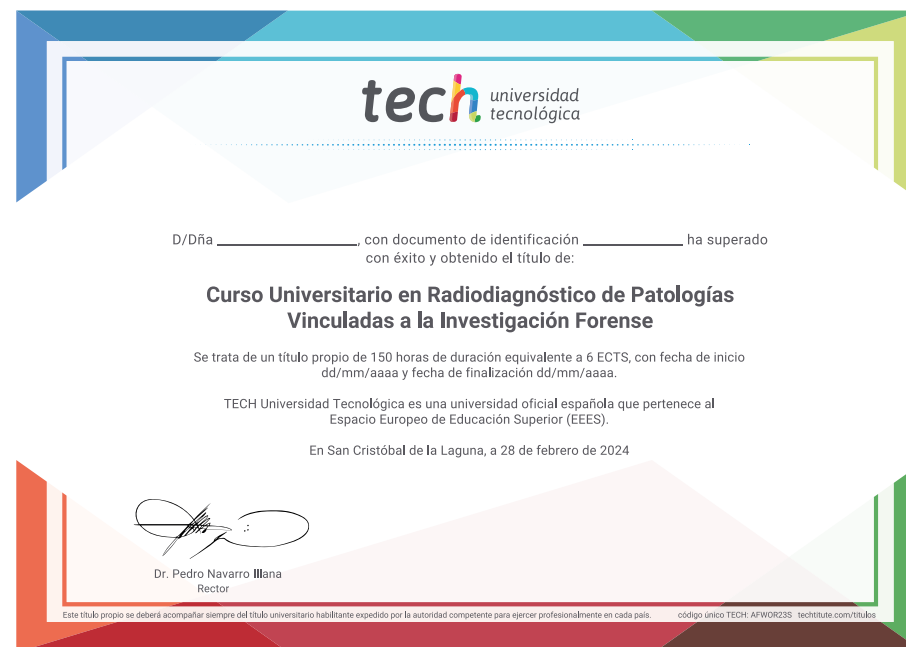 tech universidad
tecnológica
D/Dña ____________________, con documento de identificación ______________ ha superado
con éxito y obtenido el título de:
Curso Universitario en Radiodiagnóstico de Patologías
Vinculadas a la Investigación Forense
Se trata de un título propio de 150 horas de duración equivalente a 6 ECTS, con fecha de inicio
dd/mm/aaaa y fecha de finalización dd/mm/aaaa.
TECH Universidad Tecnológica es una universidad oficial española que pertenece al
Espacio Europeo de Educación Superior (EEES).
En San Cristóbal de la Laguna, a 28 de febrero de 2024
Dr. Pedro Navarro Illana
Rector
Este título propio se deberá acompañar siempre del título universitario habilitante expedido por la autoridad competente para ejercer profesionalmente en cada país. código único TECH: AFWOR23S techtitute.com/titulos